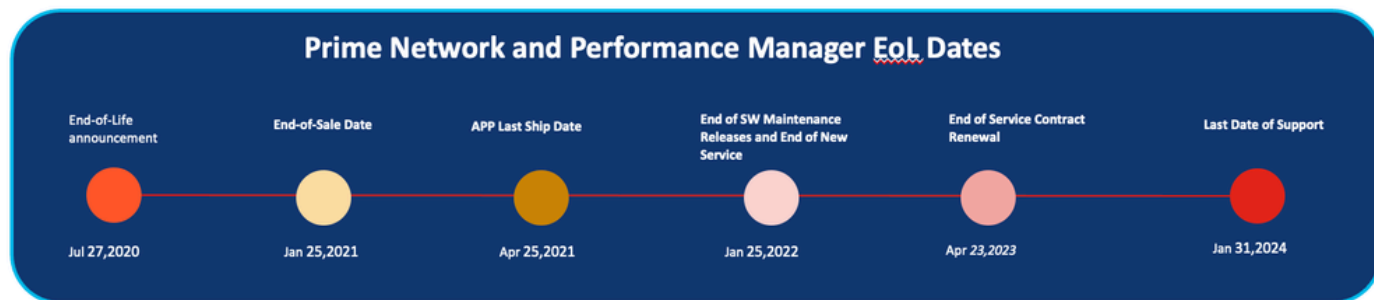 Prime Network and Performance Manager EoL Dates
End-of-Life
announcement
End-of-Sale Date
APP Last Ship Date
End of SW Maintenance
Releases and End of New
Service
End of Service Contract
Renewal
Last Date of Support
Jul 27,2020
Jan 25,2021
Apr 25,2021
Jan 25,2022
Apr 23,2023
Jan 31,2024